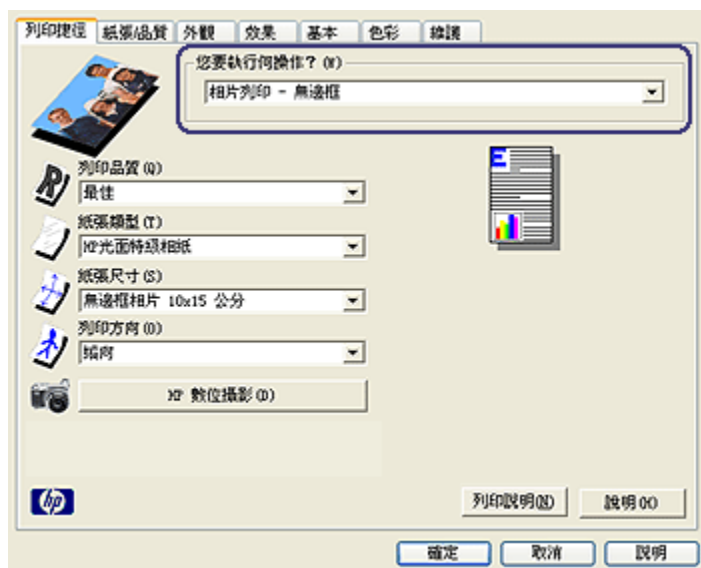 列印捷徑 紙張/品質 外觀 效果 基本 色彩 維護
您要執行何操作? (W)
相片列印 - 無邊框
列印品質 (Q)
最佳
紙張類型 (T)
HP光面特級相紙
紙張尺寸 (S)
無邊框相片 10x15 公分
列印方向 (O)
縱向
HP 數位攝影 (D)
hp
列印說明(N) 說明 (K)
確定 取消 說明